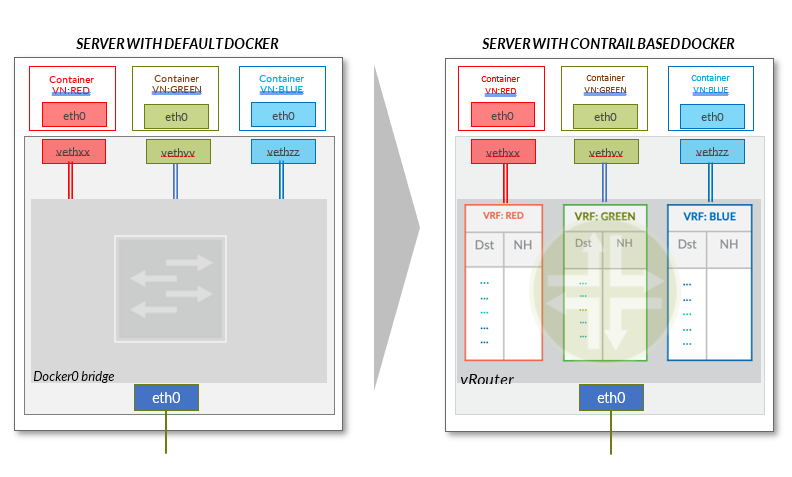 SERVER WITH DEFAULT DOCKER
Container
VN:RED
eth0
Container
VN:GREEN
eth0
Container
VN:BLUE
eth0
vethxx
vethyy
vethzz
Docker0 bridge
eth0
SERVER WITH CONTRAIL BASED DOCKER
Container
VN:RED
eth0
Container
VN:GREEN
eth0
Container
VN:BLUE
eth0
vethxx
vethyy
vethzz
VRF: RED
Dst NH
...
...
...
...
...
VRF: GREEN
Dst NH
...
...
...
...
...
VRF: BLUE
Dst NH
...
...
...
...
...
vRouter
eth0